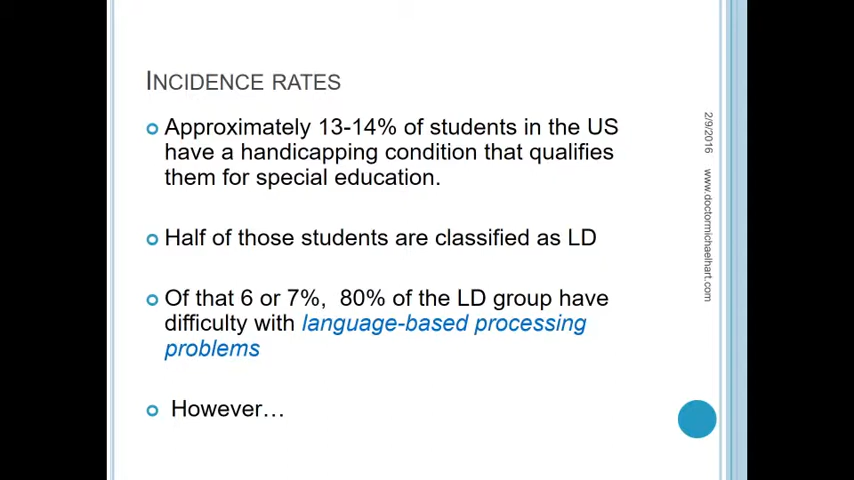 INCIDENCE RATES
Approximately 13-14% of students in the US
have a handicapping condition that qualifies
them for special education.
Half of those students are classified as LD
Of that 6 or 7%, 80% of the LD group have
difficulty with language-based processing
problems
However…
2/9/2016 www.doctormichaelhart.com